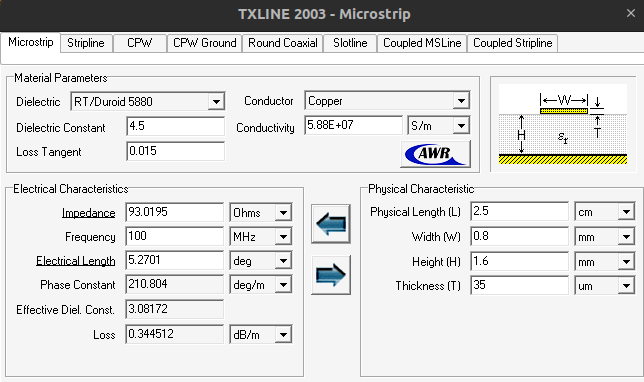 TXLINE 2003 - Microstrip
×
Microstrip Stripline CPW CPW Ground Round Coaxial Slotline Coupled MSLine Coupled Stripline
Material Parameters
Dielectric RT/Duroid 5880 Conductor Copper
Dielectric Constant 4.5 Conductivity 5.88E+07 S/m
Loss Tangent 0.015
AWR
W
H
εr
T
Electrical Characteristics
Impedance 93.0195 Ohms
Frequency 100 MHz
Electrical Length 5.2701 deg
Phase Constant 210.804 deg/m
Effective Diel. Const. 3.08172
Loss 0.344512 dB/m
Physical Characteristic
Physical Length (L) 2.5 cm
Width (W) 0.8 mm
Height (H) 1.6 mm
Thickness (T) 35 um